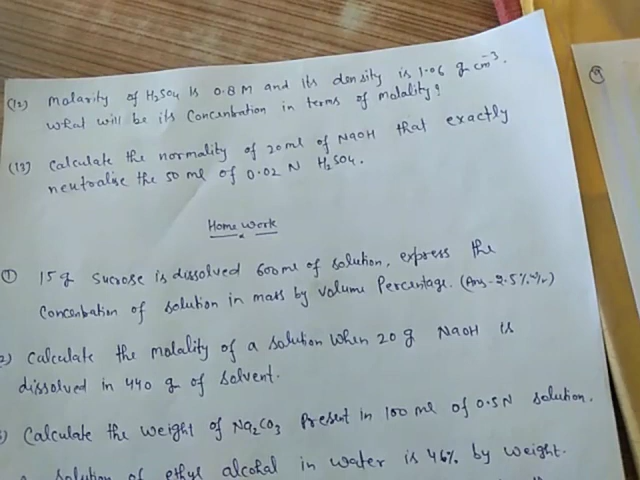 (12) Molarity of H₂SO₄ is 0.8 M and its density is 1.06 g cm⁻³.
What will be its Concentration in terms of molality?
(13) Calculate the normality of 20 ml of NaOH that exactly
neutralise the 50 ml of 0.02 N H₂SO₄.
Home Work
① 15 g sucrose is dissolved 600 ml of solution, express the
Concentration of solution in mass by volume Percentage. (Ans - 2.5% w/v)
2) Calculate the molality of a solution when 20 g NaOH is
dissolved in 440 g of solvent.
) Calculate the weight of Na₂CO₃ Present in 100 ml of 0.5 N solution.
solution of ethyl alcohol in water is 46% by weight.
⑨